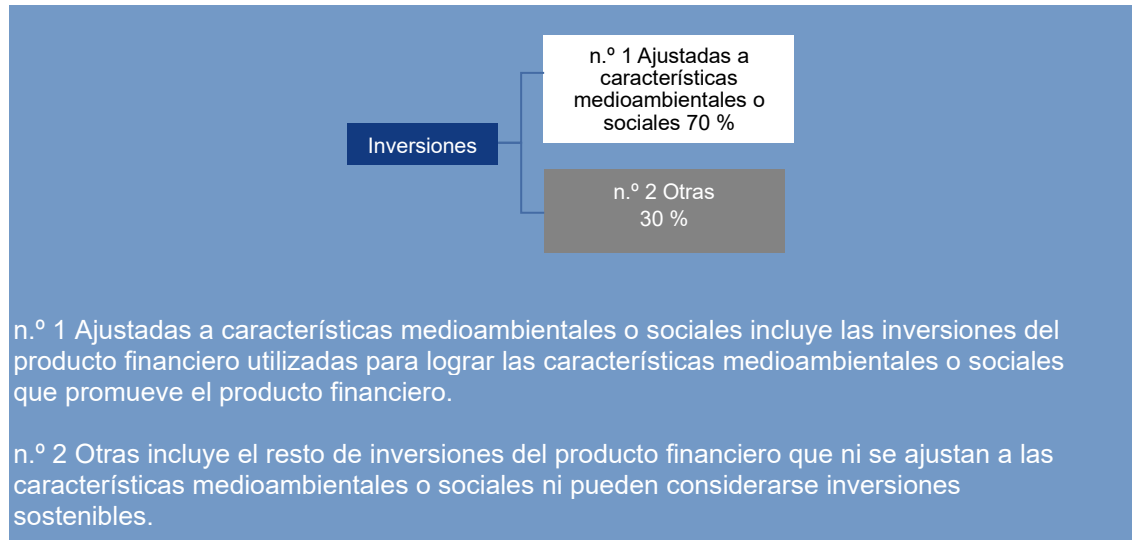 n.º 1 Ajustadas a
características
medioambientales o
sociales 70 %
Inversiones
n.º 2 Otras
30 %
n.º 1 Ajustadas a características medioambientales o sociales incluye las inversiones del
producto financiero utilizadas para lograr las características medioambientales o sociales
que promueve el producto financiero.
n.º 2 Otras incluye el resto de inversiones del producto financiero que ni se ajustan a las
características medioambientales o sociales ni pueden considerarse inversiones
sostenibles.